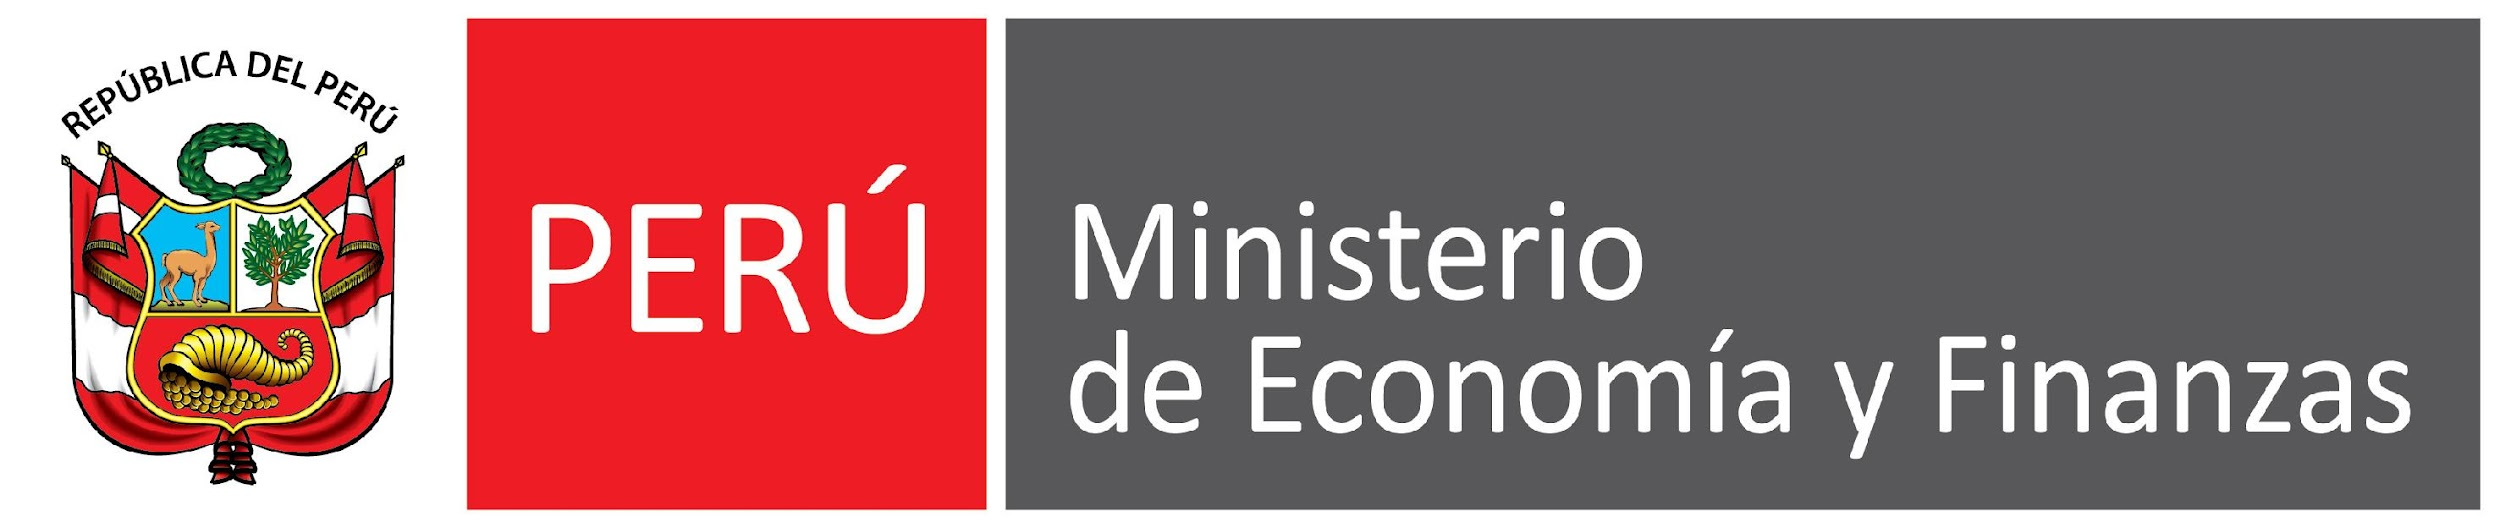 REPÚBLICA DEL PERÚ
PERÚ
Ministerio
de Economía y Finanzas